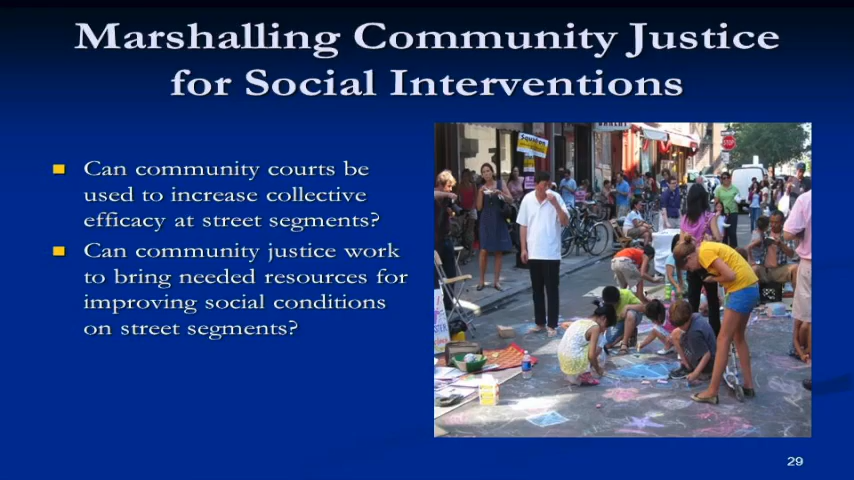 Marshalling Community Justice
for Social Interventions
Can community courts be
used to increase collective
efficacy at street segments?
Can community justice work
to bring needed resources for
improving social conditions
on street segments?
29